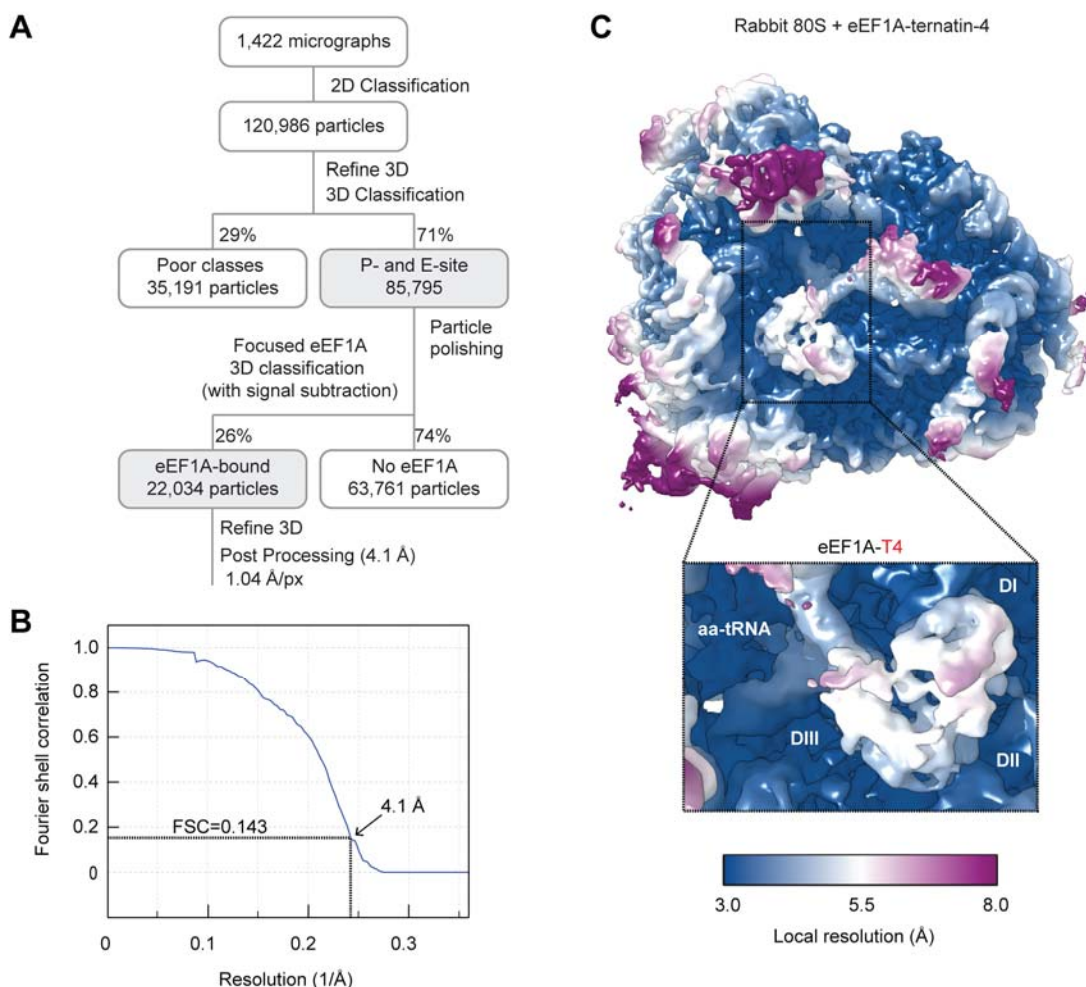 A
1,422 micrographs
2D Classification
120,986 particles
Refine 3D
3D Classification
29%
71%
Poor classes
35,191 particles
P- and E-site
85,795
Particle
polishing
Focused eEF1A
3D classification
(with signal subtraction)
26%
74%
eEF1A-bound
22,034 particles
No eEF1A
63,761 particles
Refine 3D
Post Processing (4.1 Å)
1.04 Å/px
B
Fourier shell correlation
1.0
0.8
0.6
0.4
0.2
0
4.1 Å
FSC=0.143
0
0.1
0.2
0.3
Resolution (1/Å)
C
Rabbit 80S + eEF1A-ternatin-4
eEF1A-T4
DI
aa-tRNA
DIII
DII
3.0
5.5
8.0
Local resolution (Å)